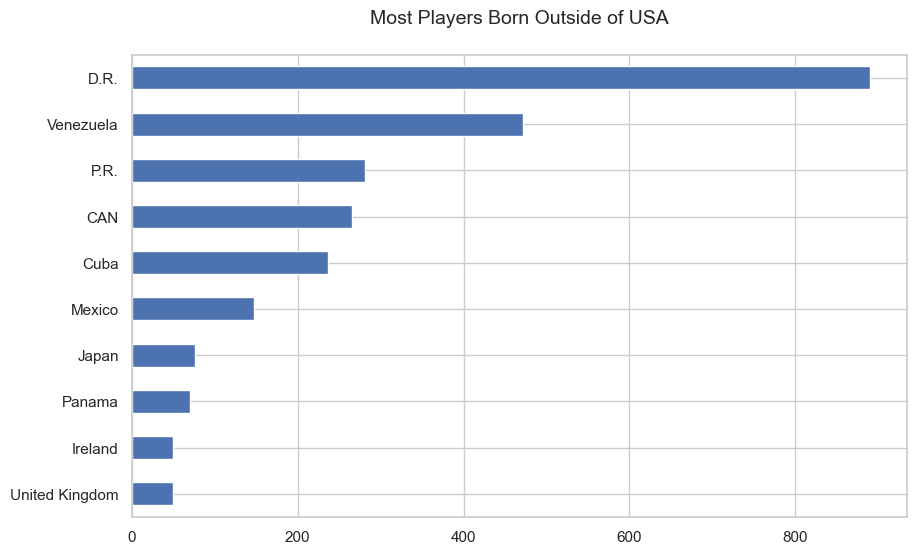 Most Players Born Outside of USA
D.R.
Venezuela
P.R.
CAN
Cuba
Mexico
Japan
Panama
Ireland
United Kingdom
0 200 400 600 800